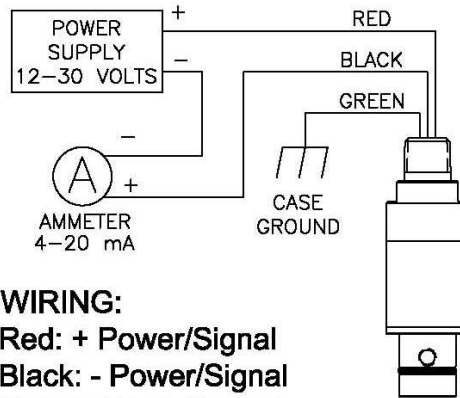 POWER
SUPPLY
12-30 VOLTS
+
-
RED
BLACK
GREEN
-
A
+
AMMETER
4-20 mA
CASE
GROUND
WIRING:
Red: + Power/Signal
Black: - Power/Signal